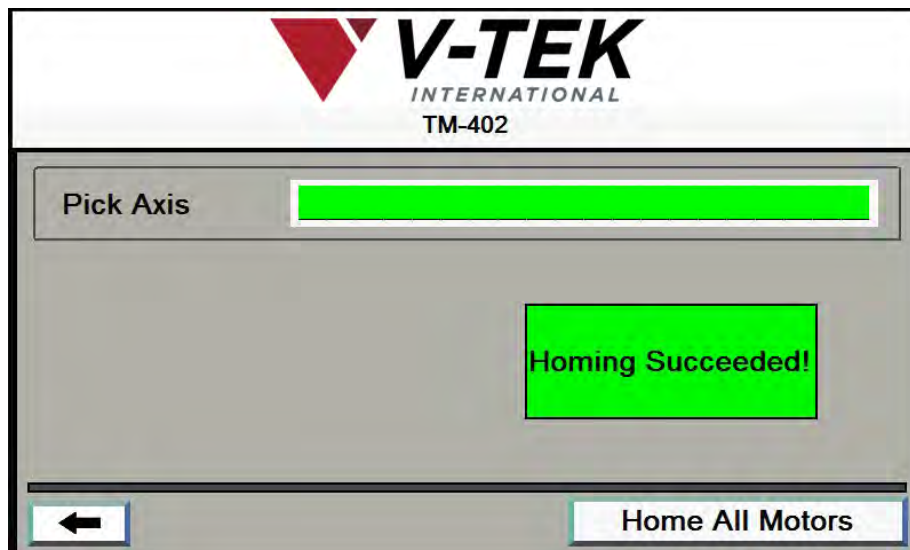 V-TEK
INTERNATIONAL
TM-402
Pick Axis
Homing Succeeded!
Home All Motors